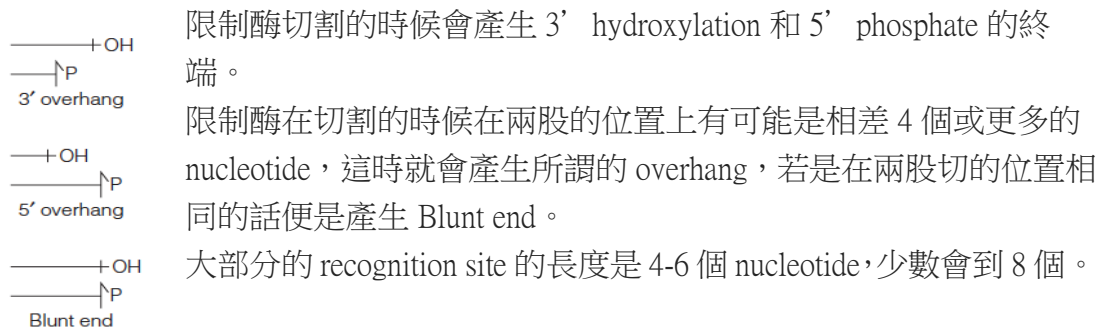 限制酶切割的時候會產生 3’ hydroxylation 和 5’ phosphate 的終
端。
限制酶在切割的時候在兩股的位置上有可能是相差 4 個或更多的
nucleotide，這時就會產生所謂的 overhang，若是在兩股切的位置相
同的話便是產生 Blunt end。
大部分的 recognition site 的長度是 4-6 個 nucleotide，少數會到 8 個。
OH
P
3′ overhang
OH
P
5′ overhang
OH
P
Blunt end